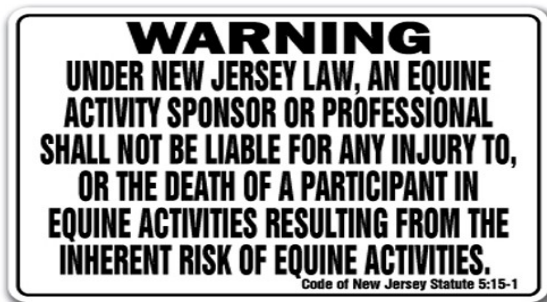 WARNING
UNDER NEW JERSEY LAW, AN EQUINE
ACTIVITY SPONSOR OR PROFESSIONAL
SHALL NOT BE LIABLE FOR ANY INJURY TO,
OR THE DEATH OF A PARTICIPANT IN
EQUINE ACTIVITIES RESULTING FROM THE
INHERENT RISK OF EQUINE ACTIVITIES.
Code of New Jersey Statute 5:15-1